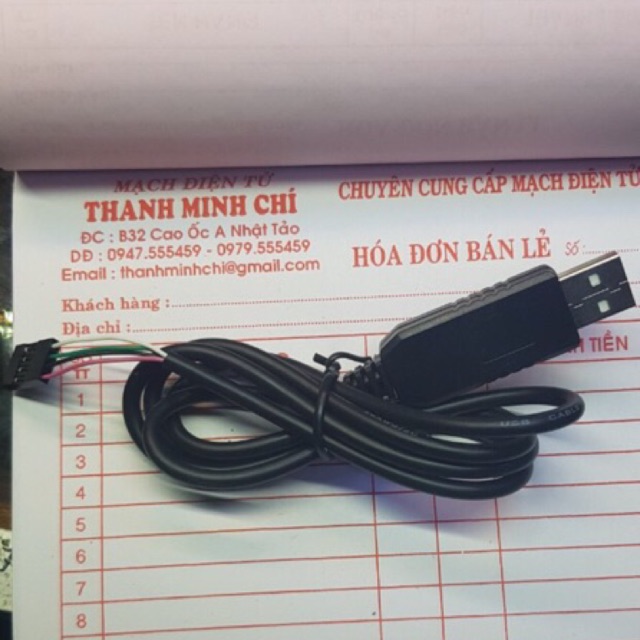 MẠCH ĐIỆN TỬ
THANH MINH CHÍ
ĐC : B32 Cao Ốc A Nhật Tảo
DĐ : 0947.555459 - 0979.555459
Email : thanhminhchi@gmail.com
CHUYÊN CUNG CẤP MẠCH ĐIỆN TỬ
HÓA ĐƠN BÁN LẺ Số :
Khách hàng :
Địa chỉ :
TT
TIỀN
1
2
3
4
5
6
7
8
USB